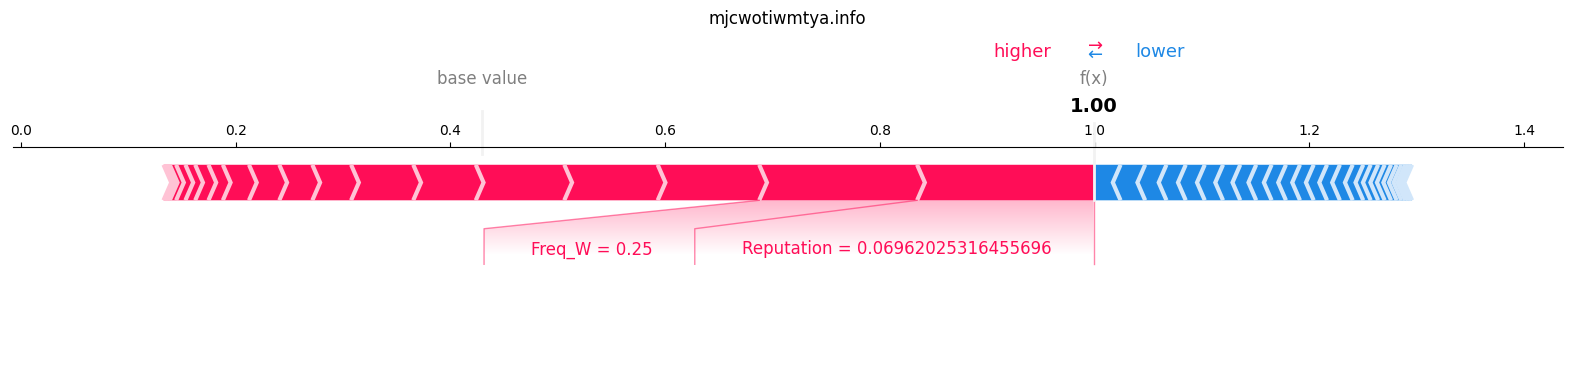 mjcwotiwmtya.info
higher ⇄ lower
base value f(x)
1.00
0.0 0.2 0.4 0.6 0.8 1 0 1.2 1.4
Freq_W = 0.25 Reputation = 0.06962025316455696